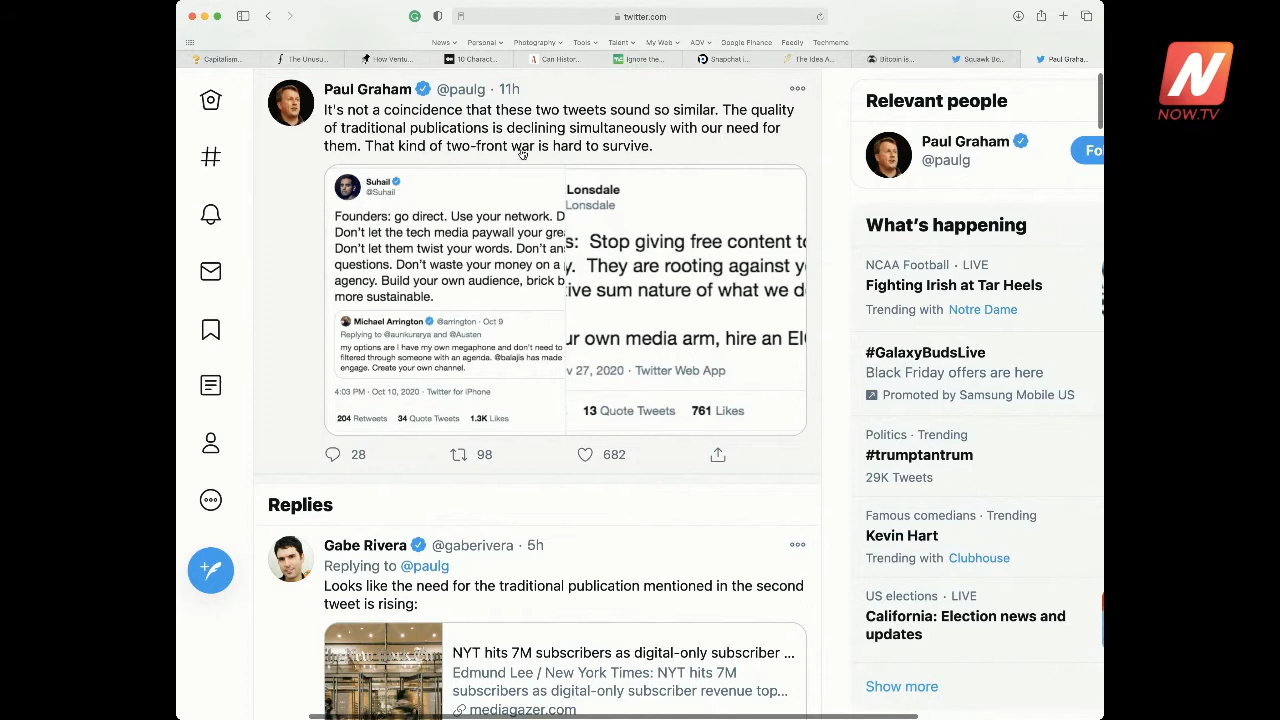 twitter.com
News Personal Photography Tools Talent My Web ADV Google Finance Feedly Techmeme
Capitalism... The Unusu... How Ventu... 10 Charact... Can Histor... Ignore the... Snapchat i... The Idea A... Bitcoin is... Squawk Bo... Paul Graha...
N
NOW.TV
Paul Graham @paulg · 11h
It's not a coincidence that these two tweets sound so similar. The quality
of traditional publications is declining simultaneously with our need for
them. That kind of two-front war is hard to survive.
Suhail
@Suhail
Founders: go direct. Use your network. D
Don't let the tech media paywall your gre
Don't let them twist your words. Don't an
questions. Don't waste your money on a
agency. Build your own audience, brick b
more sustainable.
Michael Arrington @arrington · Oct 9
Replying to @aunkurarya and @Austen
my options are I have my own megaphone and don't need to
filtered through someone with an agenda. @balajis has made
engage. Create your own channel.
4:03 PM · Oct 10, 2020 · Twitter for iPhone
204 Retweets 34 Quote Tweets 1.3K Likes
Lonsdale
Lonsdale
s: Stop giving free content to
y. They are rooting against y
ive sum nature of what we d
ur own media arm, hire an EI
v 27, 2020 · Twitter Web App
13 Quote Tweets 761 Likes
28 98 682
Replies
Gabe Rivera @gaberivera · 5h
Replying to @paulg
Looks like the need for the traditional publication mentioned in the second
tweet is rising:
NYT hits 7M subscribers as digital-only subscriber ...
Edmund Lee / New York Times: NYT hits 7M
subscribers as digital-only subscriber revenue top...
mediagazer.com
Relevant people
Paul Graham
@paulg
Fo
What's happening
NCAA Football · LIVE
Fighting Irish at Tar Heels
Trending with Notre Dame
#GalaxyBudsLive
Black Friday offers are here
Promoted by Samsung Mobile US
Politics · Trending
#trumptantrum
29K Tweets
Famous comedians · Trending
Kevin Hart
Trending with Clubhouse
US elections · LIVE
California: Election news and
updates
Show more